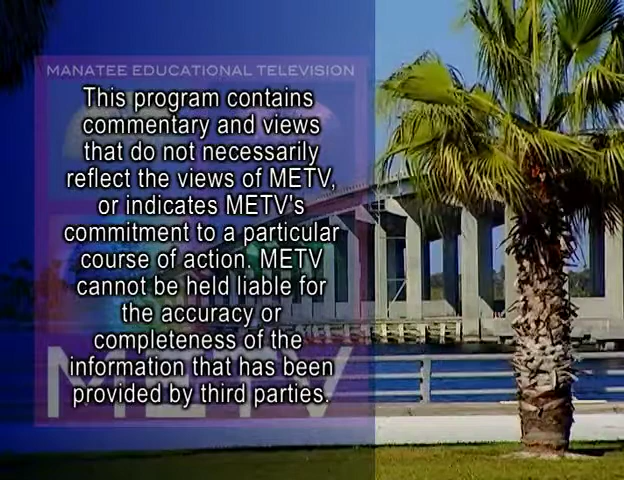 MANATEE EDUCATIONAL TELEVISION
This program contains
commentary and views
that do not necessarily
reflect the views of METV,
or indicates METV's
commitment to a particular
course of action. METV
cannot be held liable for
the accuracy or
completeness of the
information that has been
provided by third parties.
METV